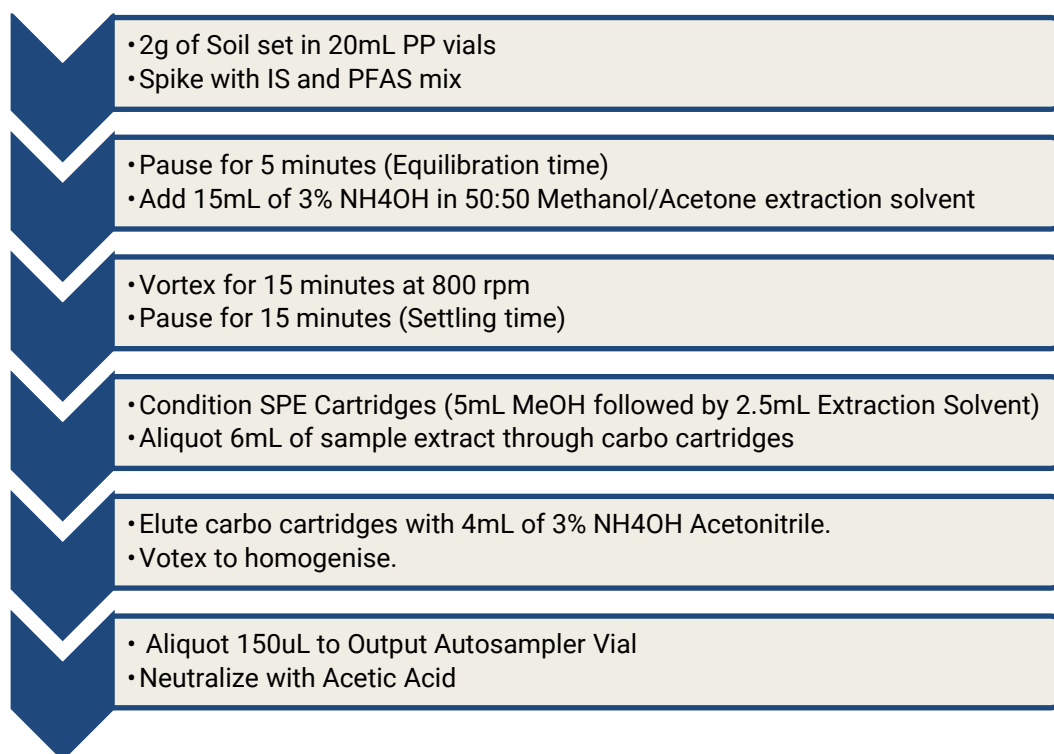 •2g of Soil set in 20mL PP vials
•Spike with IS and PFAS mix
•Pause for 5 minutes (Equilibration time)
•Add 15mL of 3% NH4OH in 50:50 Methanol/Acetone extraction solvent
•Vortex for 15 minutes at 800 rpm
•Pause for 15 minutes (Settling time)
•Condition SPE Cartridges (5mL MeOH followed by 2.5mL Extraction Solvent)
•Aliquot 6mL of sample extract through carbo cartridges
•Elute carbo cartridges with 4mL of 3% NH4OH Acetonitrile.
•Votex to homogenise.
• Aliquot 150uL to Output Autosampler Vial
•Neutralize with Acetic Acid